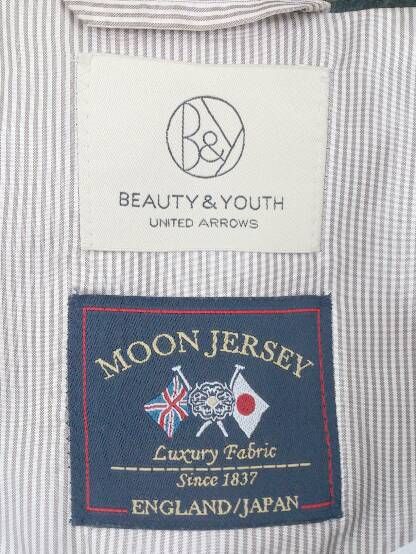 B&Y
BEAUTY & YOUTH
UNITED ARROWS
MOON JERSEY
Luxury Fabric
Since 1837
ENGLAND/JAPAN